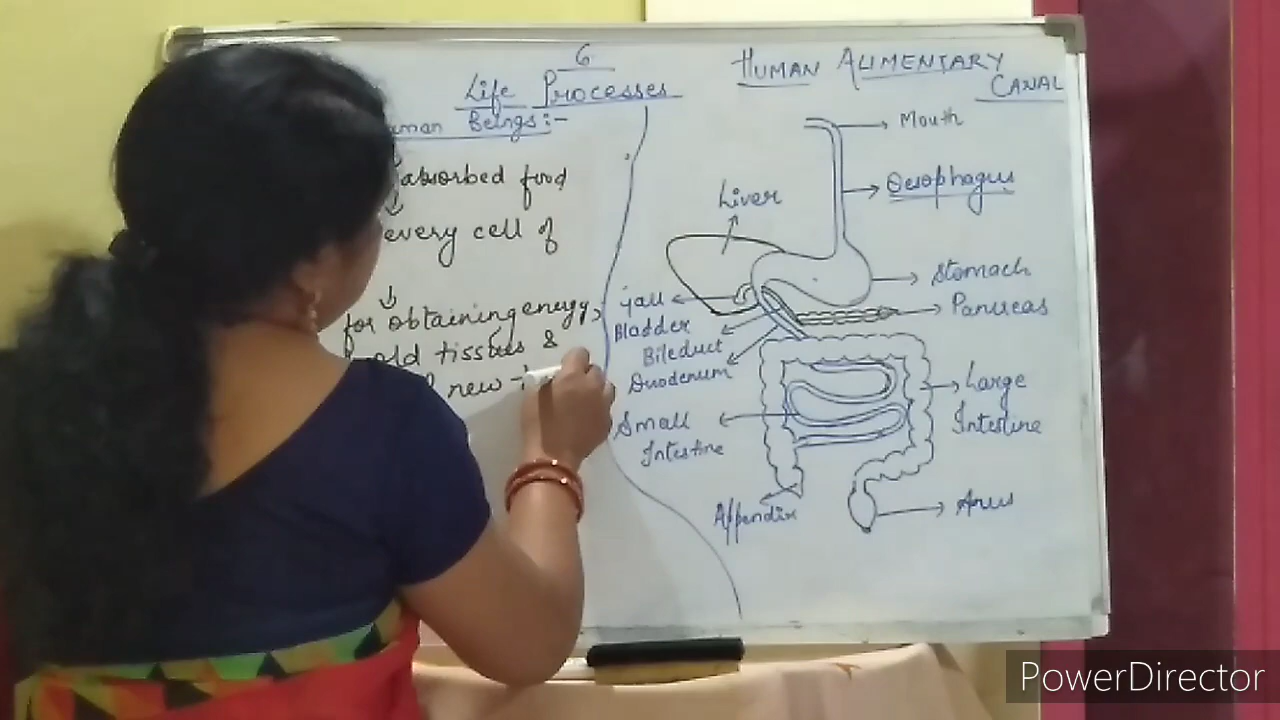 6
Life Processes
Beings:-
absorbed food
every cell of
for obtaining energy,
old tissues &
new
HUMAN ALIMENTARY
CANAL
Mouth
Oesophagus
Liver
Stomach
Pancreas
Gall
Bladder
Bileduct
Duodenum
Large
Intestine
Small
Intestine
Appendix
Anus
PowerDirector